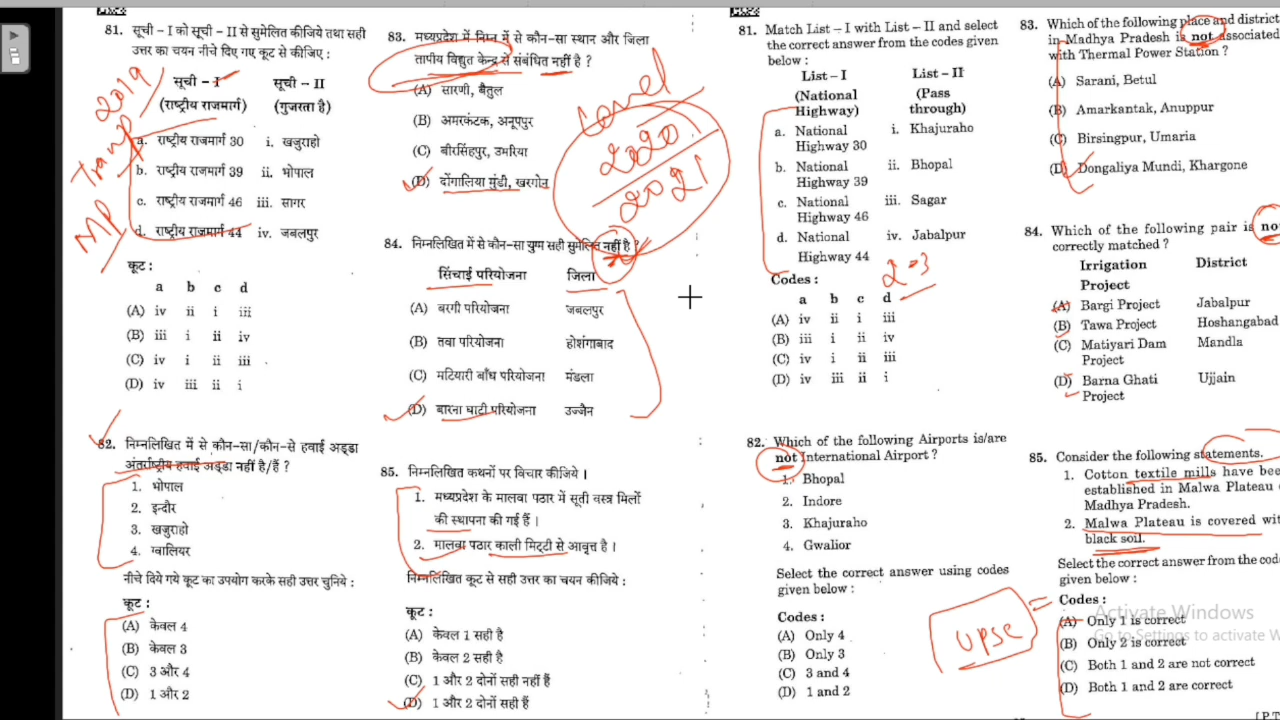 81. सूची – I को सूची – II से सुमेलित कीजिये तथा सही
उत्तर का चयन नीचे दिए गए कूट से कीजिए :
सूची – I सूची – II
(राष्ट्रीय राजमार्ग) (गुजरता है)
a. राष्ट्रीय राजमार्ग 30 i. खजुराहो
b. राष्ट्रीय राजमार्ग 39 ii. भोपाल
c. राष्ट्रीय राजमार्ग 46 iii. सागर
d. राष्ट्रीय राजमार्ग 44 iv. जबलपुर
कूट :
a b c d
(A) iv ii i iii
(B) iii i ii iv
(C) iv i ii iii
(D) iv iii ii i
82. निम्नलिखित में से कौन-सा/कौन-से हवाई अड्डा
अंतर्राष्ट्रीय हवाई अड्डा नहीं है/हैं ?
1. भोपाल
2. इन्दौर
3. खजुराहो
4. ग्वालियर
नीचे दिये गये कूट का उपयोग करके सही उत्तर चुनिये :
कूट :
(A) केवल 4
(B) केवल 3
(C) 3 और 4
(D) 1 और 2
MP Transp 2019
83. मध्यप्रदेश में निम्न में से कौन-सा स्थान और जिला
तापीय विद्युत केन्द्र से संबंधित नहीं है ?
(A) सारणी, बैतुल
(B) अमरकंटक, अनूपपुर
(C) बीरसिंहपुर, उमरिया
(D) दोंगालिया मुंडी, खरगोन
Level
2020
2021
84. निम्नलिखित में से कौन-सा युग्म सही सुमेलित नहीं है ?
सिंचाई परियोजना जिला
(A) बरगी परियोजना जबलपुर
(B) तवा परियोजना होशंगाबाद
(C) मटियारी बाँध परियोजना मंडला
(D) बारना घाटी परियोजना उज्जैन
85. निम्नलिखित कथनों पर विचार कीजिये ।
1. मध्यप्रदेश के मालवा पठार में सूती वस्त्र मिलों
की स्थापना की गई हैं ।
2. मालवा पठार काली मिट्टी से आवृत्त है ।
निम्नलिखित कूट से सही उत्तर का चयन कीजिये :
कूट :
(A) केवल 1 सही है
(B) केवल 2 सही है
(C) 1 और 2 दोनों सही नहीं हैं
(D) 1 और 2 दोनों सही हैं
81. Match List – I with List – II and select
the correct answer from the codes given
below :
List – I List – II
(National (Pass
Highway) through)
a. National i. Khajuraho
Highway 30
b. National ii. Bhopal
Highway 39
c. National iii. Sagar
Highway 46
d. National iv. Jabalpur
Highway 44
Codes :
a b c d
(A) iv ii i iii
(B) iii i ii iv
(C) iv i ii iii
(D) iv iii ii i
82. Which of the following Airports is/are
not International Airport ?
1. Bhopal
2. Indore
3. Khajuraho
4. Gwalior
Select the correct answer using codes
given below :
Codes :
(A) Only 4
(B) Only 3
(C) 3 and 4
(D) 1 and 2
UPSC
83. Which of the following place and district
in Madhya Pradesh is not associated
with Thermal Power Station ?
(A) Sarani, Betul
(B) Amarkantak, Anuppur
(C) Birsingpur, Umaria
(D) Dongaliya Mundi, Khargone
84. Which of the following pair is no
correctly matched ?
Irrigation District
Project
(A) Bargi Project Jabalpur
(B) Tawa Project Hoshangabad
(C) Matiyari Dam Mandla
Project
(D) Barna Ghati Ujjain
Project
85. Consider the following statements.
1. Cotton textile mills have bee
established in Malwa Plateau
Madhya Pradesh.
2. Malwa Plateau is covered wit
black soil.
Select the correct answer from the cod
given below :
Codes :
(A) Only 1 is correct
(B) Only 2 is correct
(C) Both 1 and 2 are not correct
(D) Both 1 and 2 are correct
Activate Windows
Go to Settings to activate W
[P.T